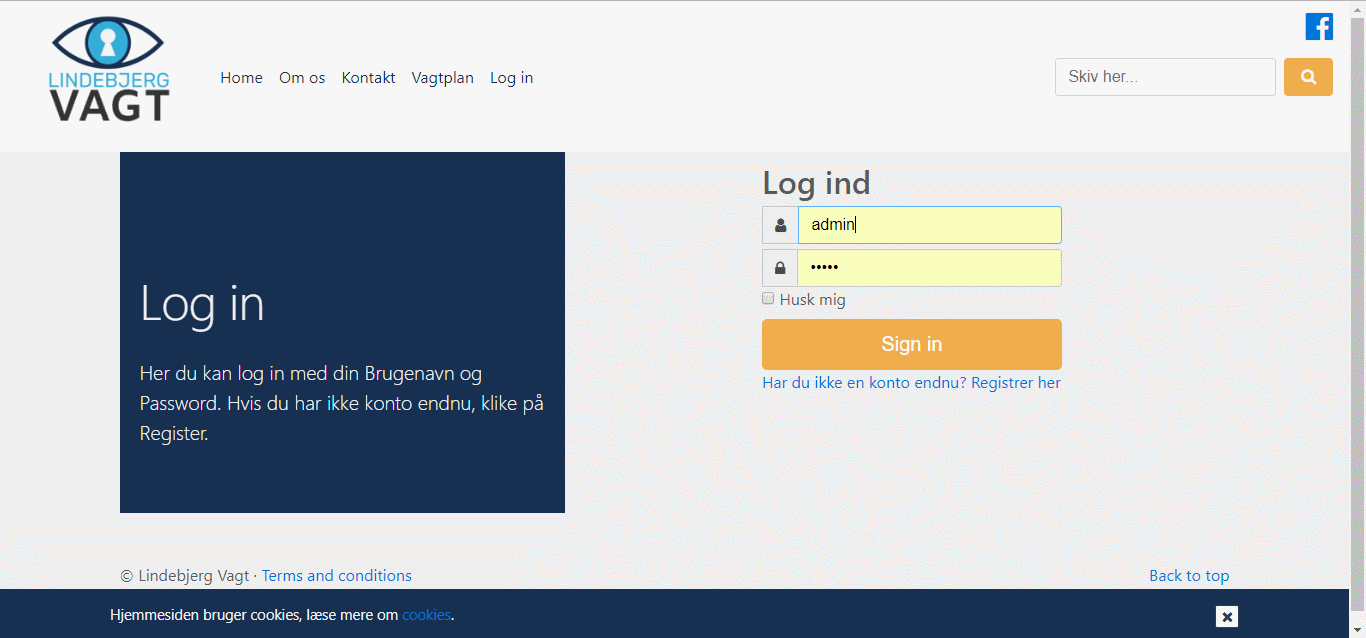 LINDEBJERG
VAGT
Home Om os Kontakt Vagtplan Log in
Skiv her...
Log in
Her du kan log in med din Brugenavn og
Password. Hvis du har ikke konto endnu, klike på
Register.
Log ind
admin
•••••
Husk mig
Sign in
Har du ikke en konto endnu? Registrer her
© Lindebjerg Vagt · Terms and conditions
Back to top
Hjemmesiden bruger cookies, læse mere om cookies.